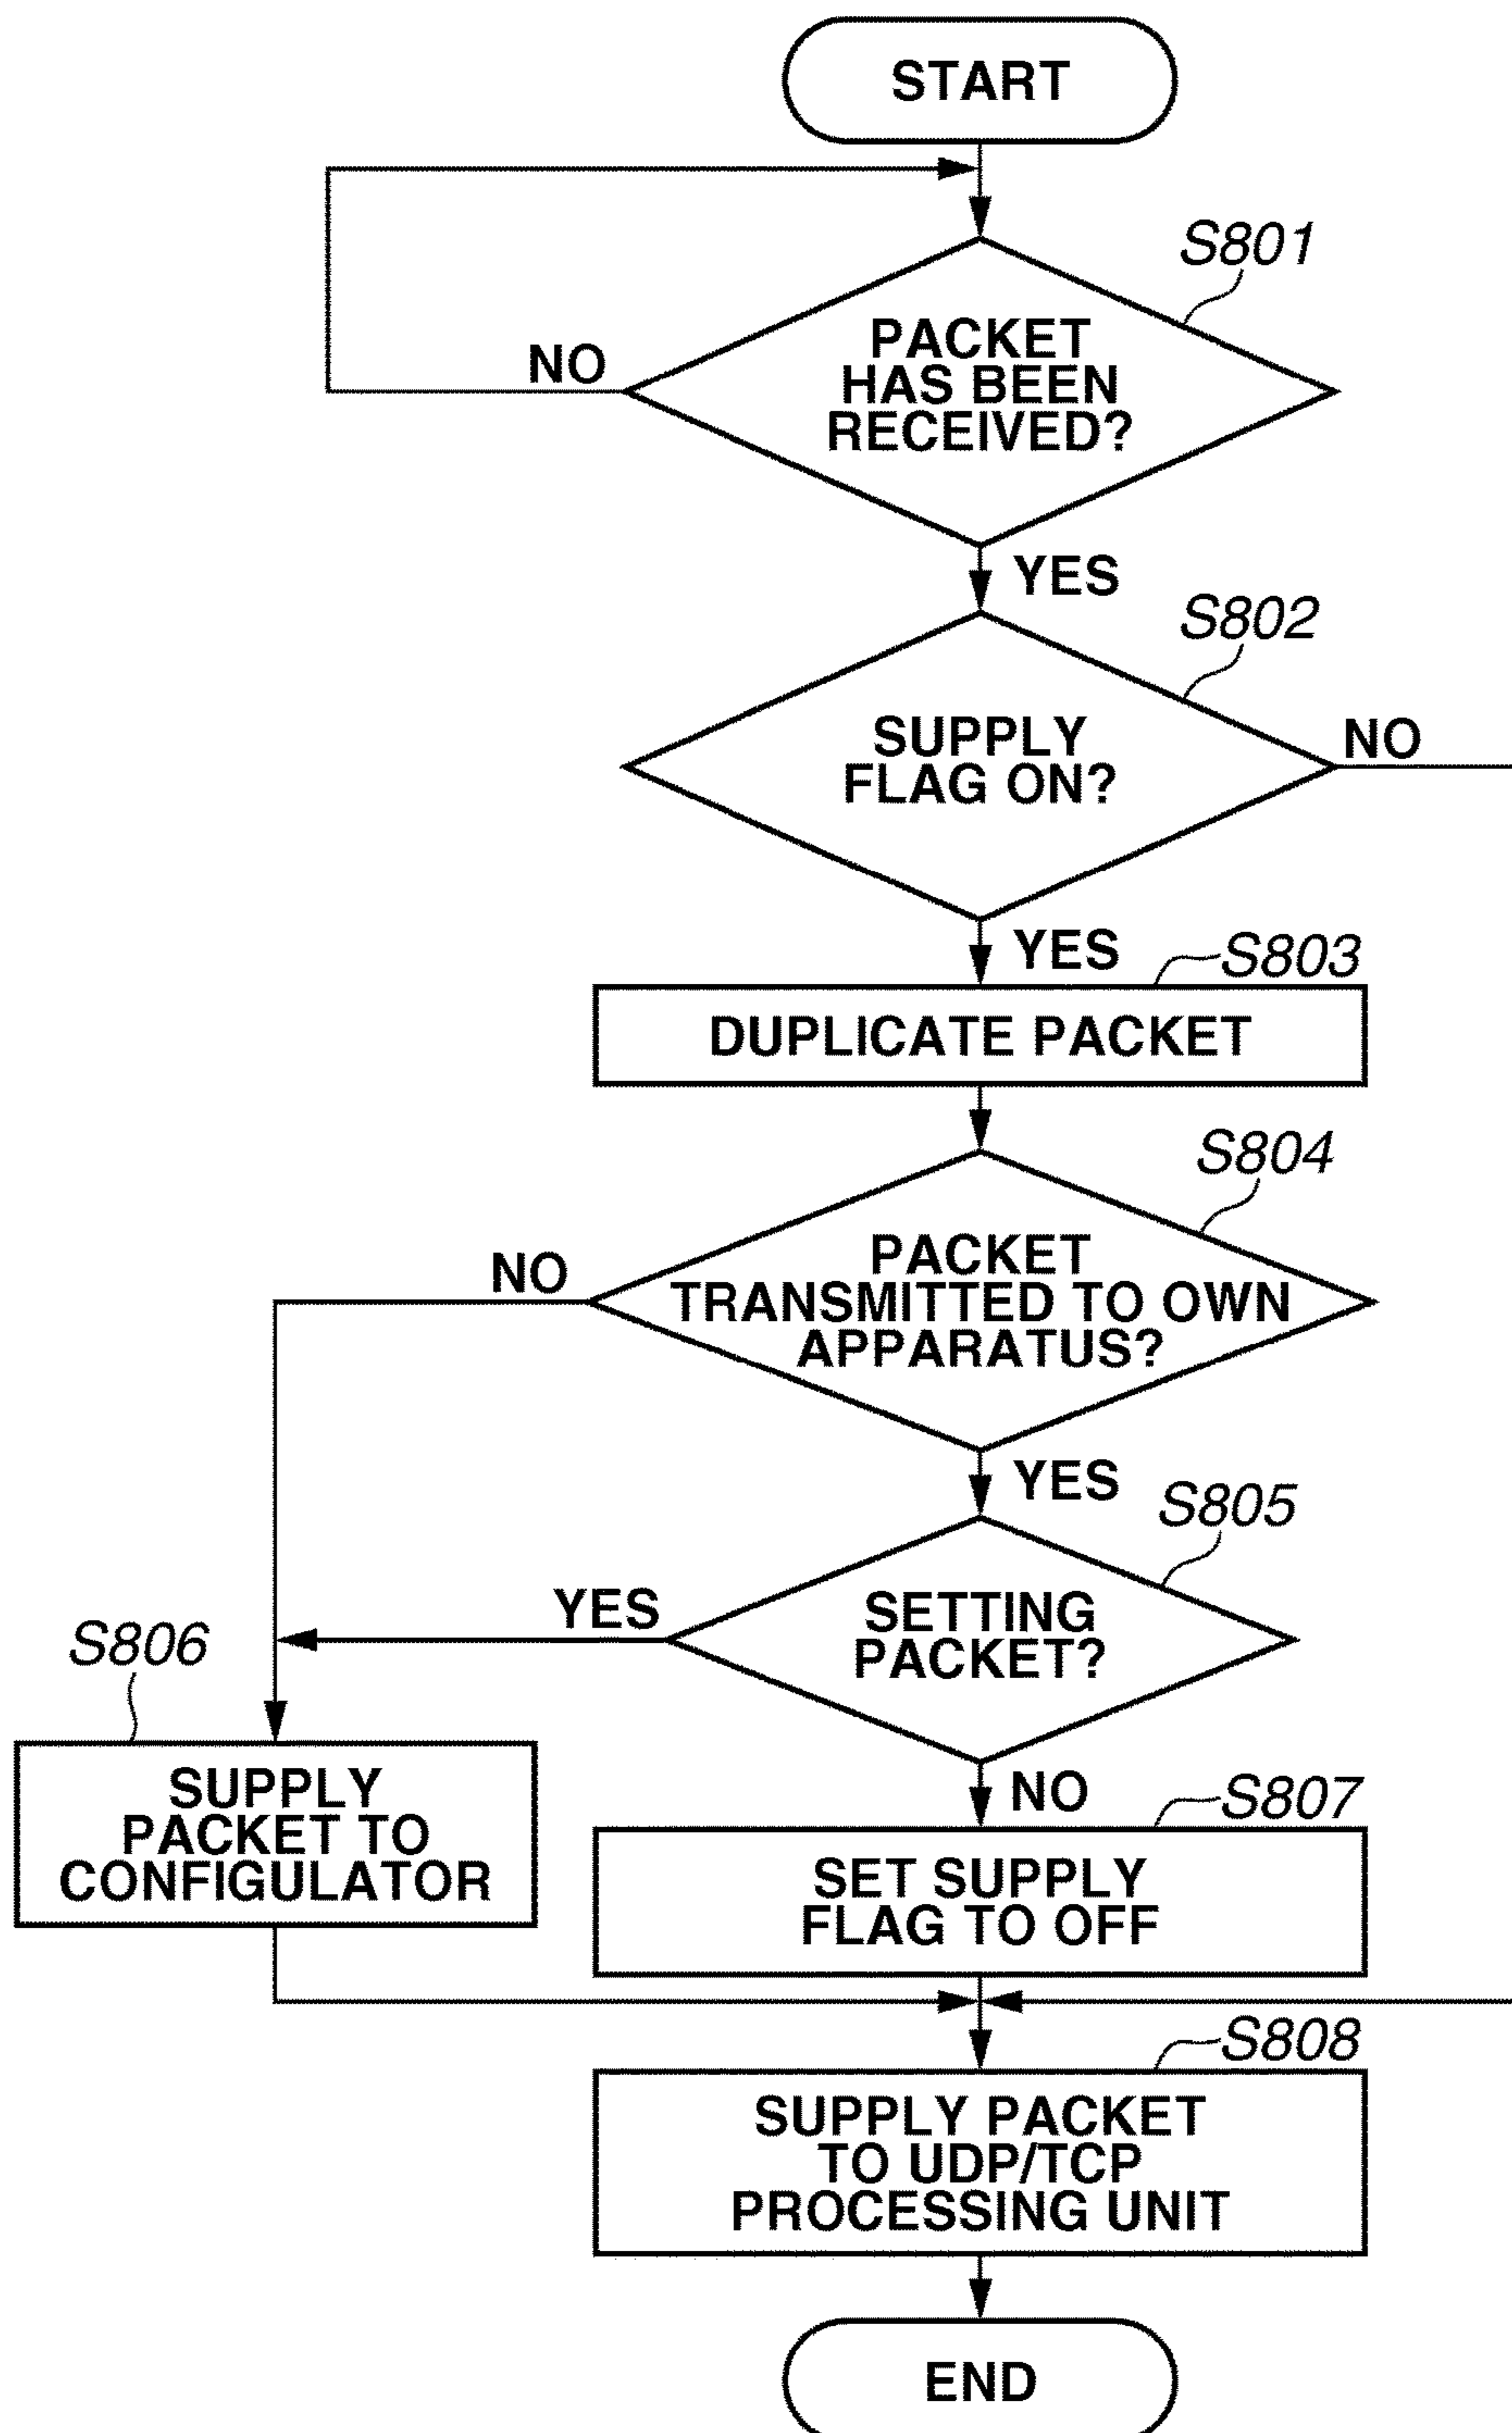 START
S801
PACKET
HAS BEEN
RECEIVED?
NO
YES
S802
SUPPLY
FLAG ON?
NO
YES
S803
DUPLICATE PACKET
S804
PACKET
TRANSMITTED TO OWN
APPARATUS?
NO
YES
S805
SETTING
PACKET?
YES
NO
S806
SUPPLY
PACKET TO
CONFIGULATOR
S807
SET SUPPLY
FLAG TO OFF
S808
SUPPLY PACKET
TO UDP/TCP
PROCESSING UNIT
END